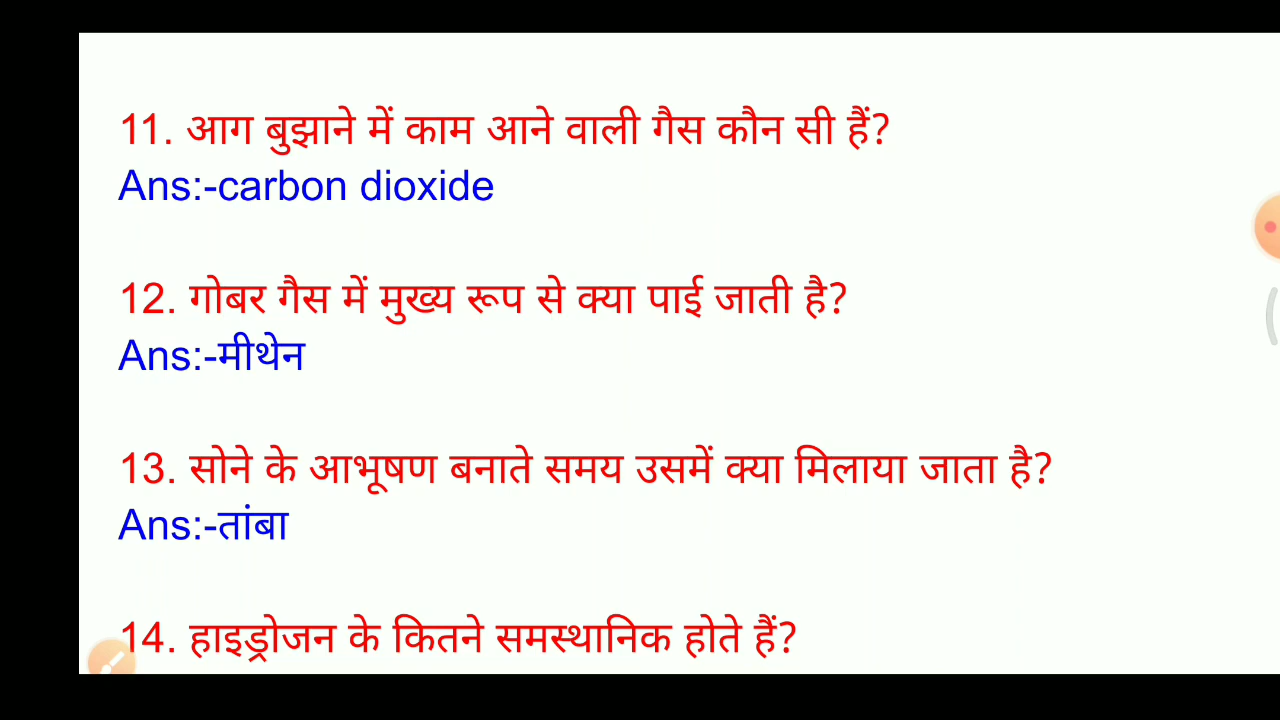 11. आग बुझाने में काम आने वाली गैस कौन सी हैं?
Ans:-carbon dioxide
12. गोबर गैस में मुख्य रूप से क्या पाई जाती है?
Ans:-मीथेन
13. सोने के आभूषण बनाते समय उसमें क्या मिलाया जाता है?
Ans:-तांबा
14. हाइड्रोजन के कितने समस्थानिक होते हैं?